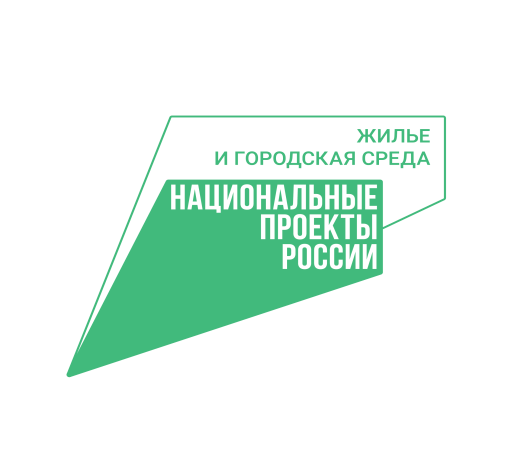 ЖИЛЬЕ
И ГОРОДСКАЯ СРЕДА
НАЦИОНАЛЬНЫЕ
ПРОЕКТЫ
РОССИИ